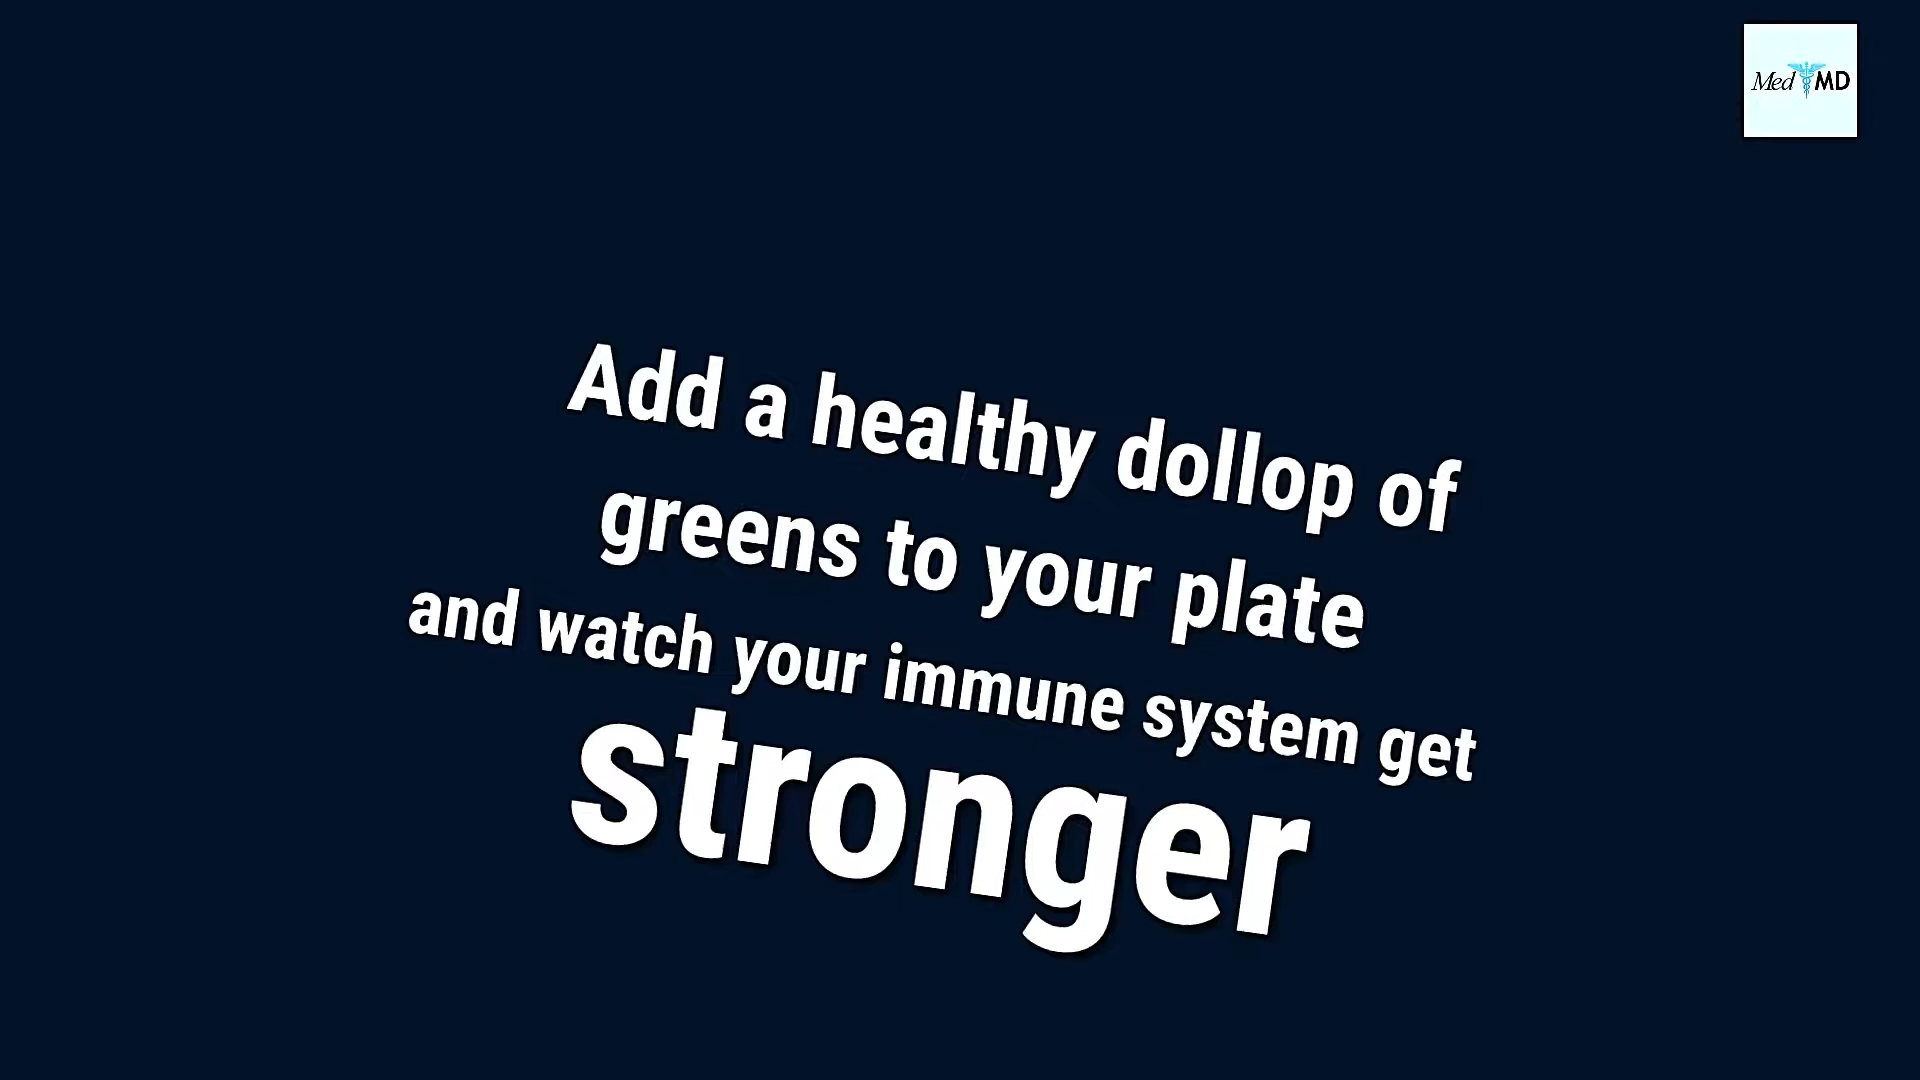 Med MD
Add a healthy dollop of
greens to your plate
and watch your immune system get
stronger